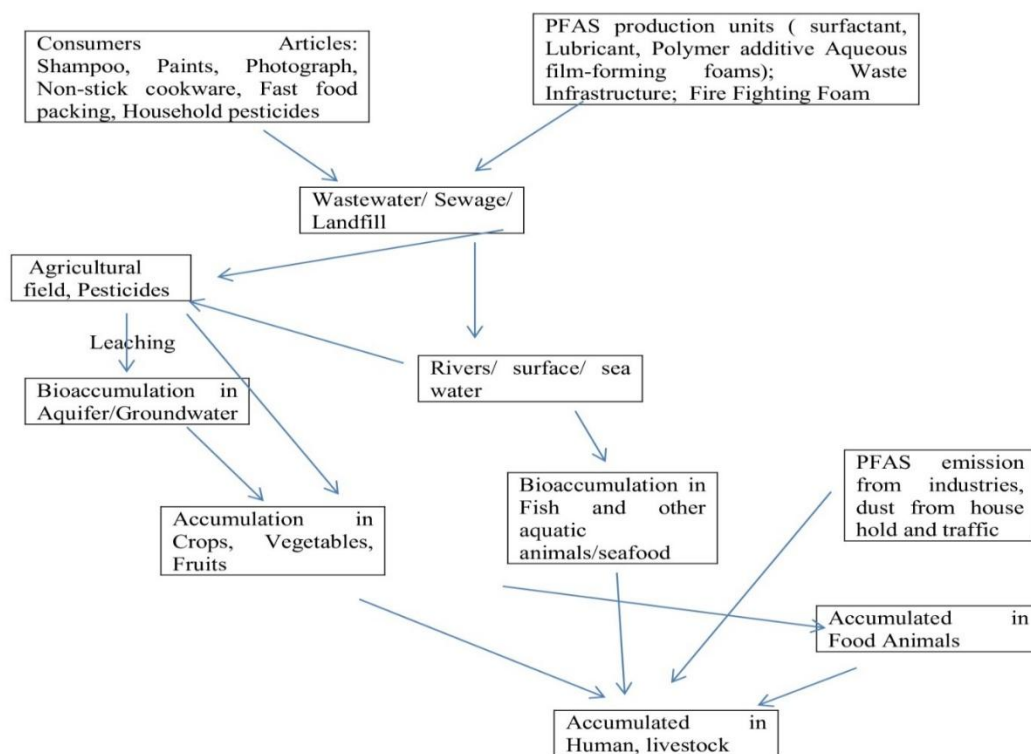 Consumers Articles:
Shampoo, Paints, Photograph,
Non-stick cookware, Fast food
packing, Household pesticides
PFAS production units ( surfactant,
Lubricant, Polymer additive Aqueous
film-forming foams); Waste
Infrastructure; Fire Fighting Foam
Wastewater/ Sewage/
Landfill
Agricultural
field, Pesticides
Leaching
Rivers/ surface/ sea
water
Bioaccumulation in
Aquifer/Groundwater
PFAS emission
from industries,
dust from house
hold and traffic
Bioaccumulation in
Fish and other
aquatic
animals/seafood
Accumulation in
Crops, Vegetables,
Fruits
Accumulated in
Food Animals
Accumulated in
Human, livestock